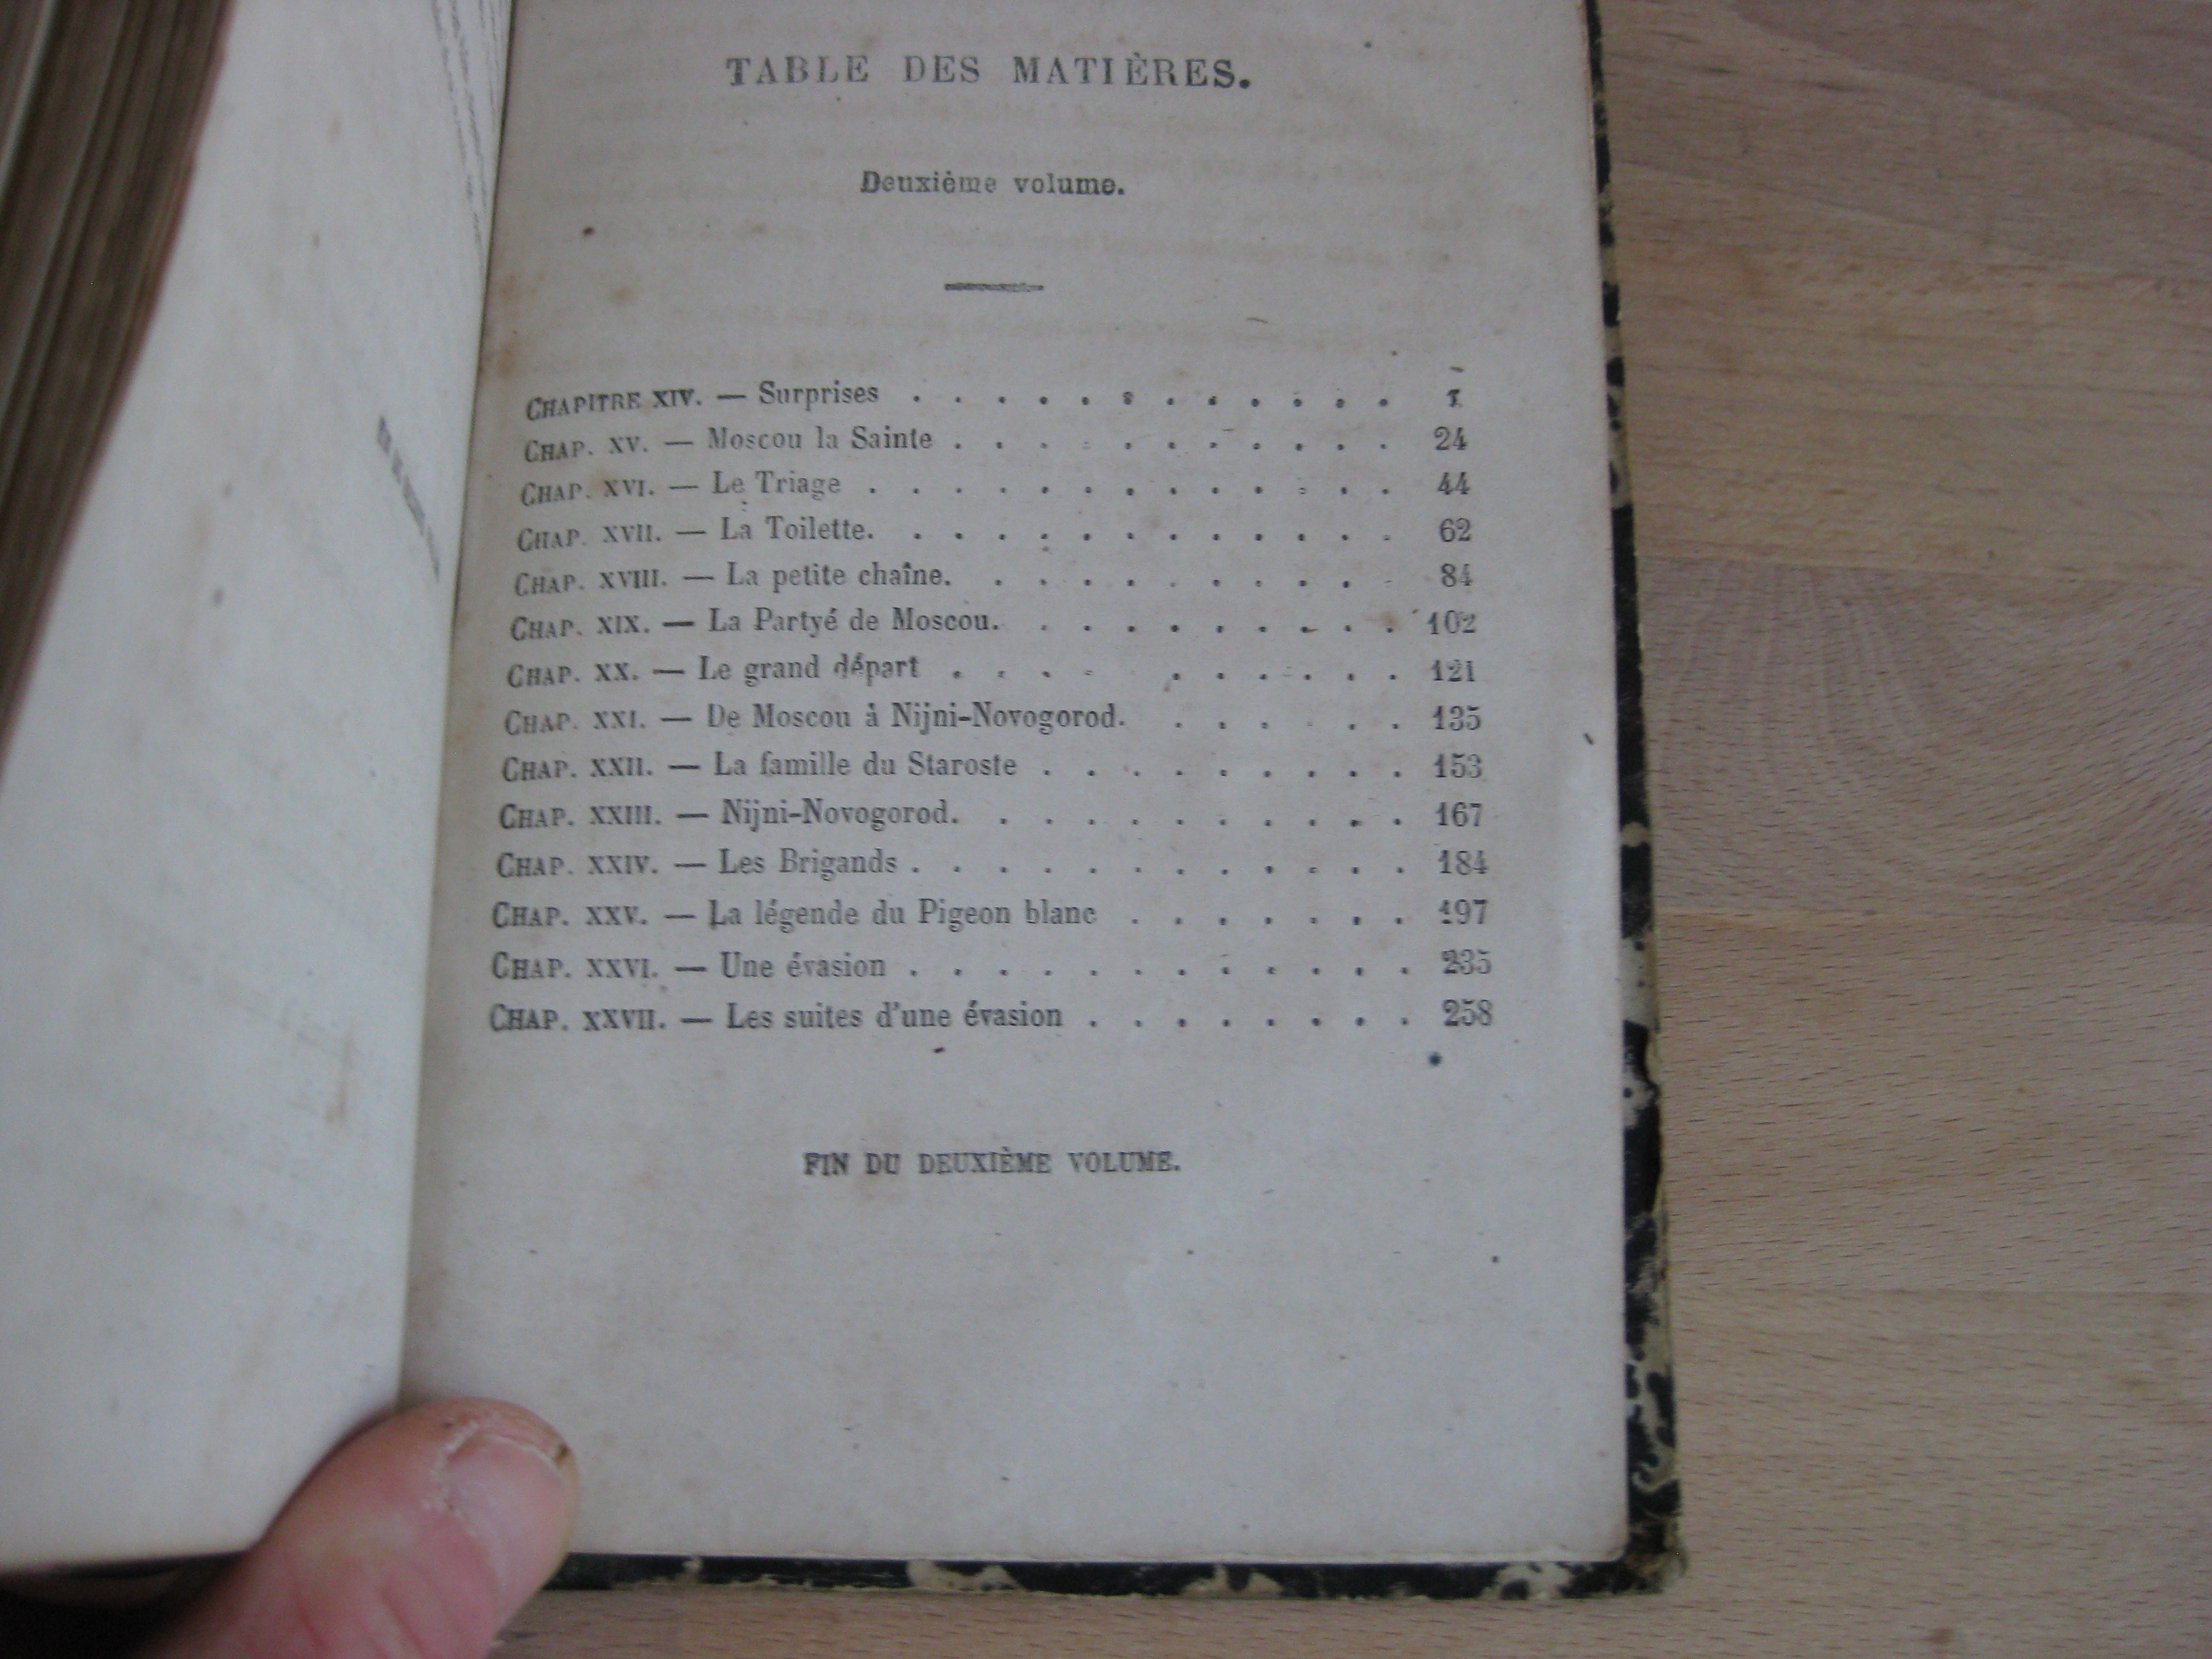 TABLE DES MATIÈRES.
Deuxième volume.
CHAPITRE XIV. — Surprises . . . . . . . . . . . . 1
CHAP. XV. — Moscou la Sainte . . . . . . . . . . . 24
CHAP. XVI. — Le Triage . . . . . . . . . . . . . 44
CHAP. XVII. — La Toilette. . . . . . . . . . . . . 62
CHAP. XVIII. — La petite chaîne. . . . . . . . . . . 84
CHAP. XIX. — La Partyé de Moscou. . . . . . . . . . 102
CHAP. XX. — Le grand départ . . . . . . . . . . 121
CHAP. XXI. — De Moscou à Nijni-Novogorod. . . . . . . 135
CHAP. XXII. — La famille du Staroste . . . . . . . . . 153
CHAP. XXIII. — Nijni-Novogorod. . . . . . . . . . . 167
CHAP. XXIV. — Les Brigands . . . . . . . . . . . . 184
CHAP. XXV. — La légende du Pigeon blanc . . . . . . . 197
CHAP. XXVI. — Une évasion . . . . . . . . . . . . 235
CHAP. XXVII. — Les suites d'une évasion . . . . . . . . 258
FIN DU DEUXIÈME VOLUME.